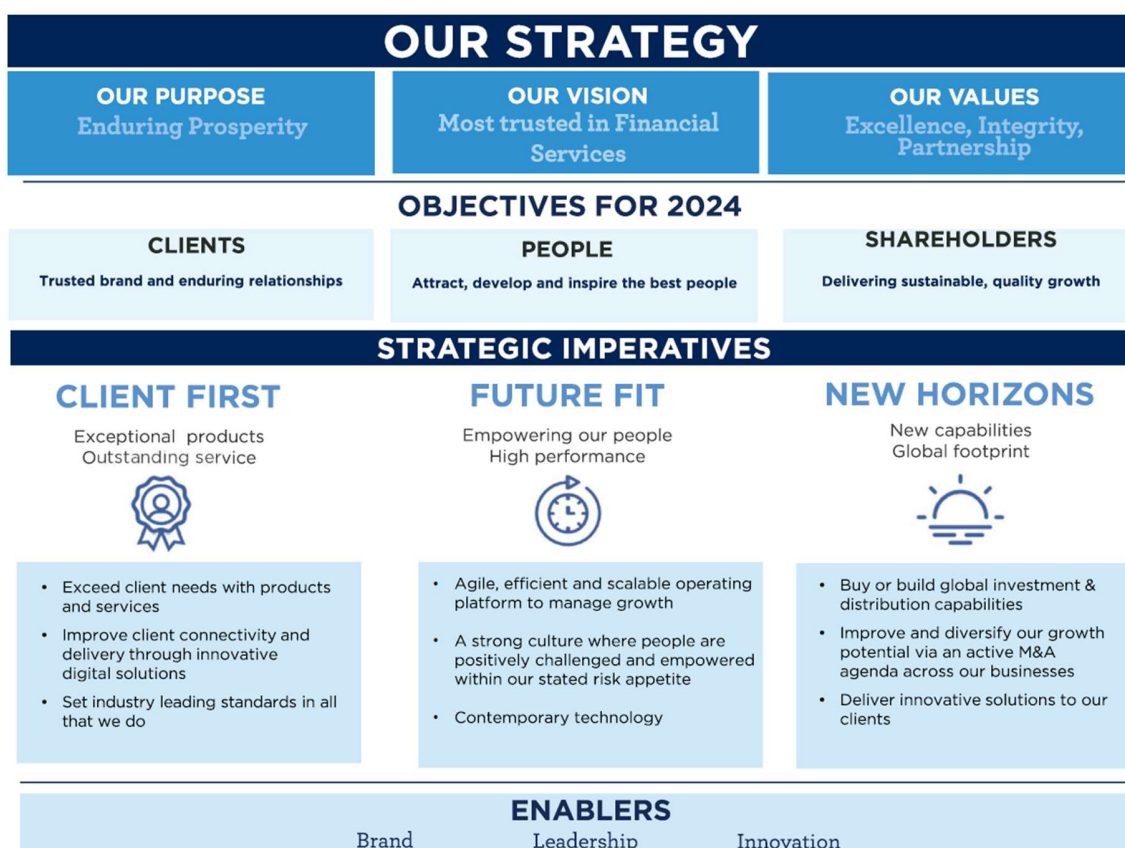 OUR STRATEGY
OUR PURPOSE
Enduring Prosperity
OUR VISION
Most trusted in Financial
Services
OUR VALUES
Excellence, Integrity,
Partnership
OBJECTIVES FOR 2024
CLIENTS
Trusted brand and enduring relationships
PEOPLE
Attract, develop and inspire the best people
SHAREHOLDERS
Delivering sustainable, quality growth
STRATEGIC IMPERATIVES
CLIENT FIRST
Exceptional products
Outstanding service
• Exceed client needs with products
and services
• Improve client connectivity and
delivery through innovative
digital solutions
• Set industry leading standards in all
that we do
FUTURE FIT
Empowering our people
High performance
• Agile, efficient and scalable operating
platform to manage growth
• A strong culture where people are
positively challenged and empowered
within our stated risk appetite
• Contemporary technology
NEW HORIZONS
New capabilities
Global footprint
• Buy or build global investment &
distribution capabilities
• Improve and diversify our growth
potential via an active M&A
agenda across our businesses
• Deliver innovative solutions to our
clients
ENABLERS
Brand Leadership Innovation